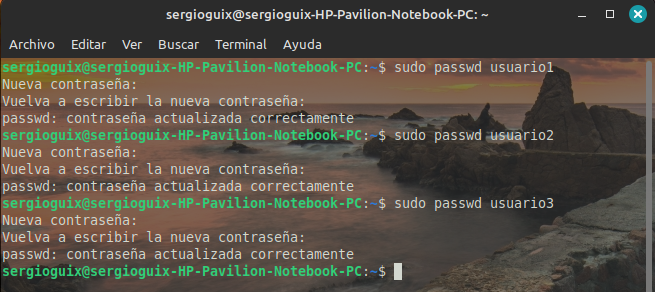 sergioguix@sergioguix-HP-Pavilion-Notebook-PC: ~
Archivo Editar Ver Buscar Terminal Ayuda
sergioguix@sergioguix-HP-Pavilion-Notebook-PC:~$ sudo passwd usuario1
Nueva contraseña:
Vuelva a escribir la nueva contraseña:
passwd: contraseña actualizada correctamente
sergioguix@sergioguix-HP-Pavilion-Notebook-PC:~$ sudo passwd usuario2
Nueva contraseña:
Vuelva a escribir la nueva contraseña:
passwd: contraseña actualizada correctamente
sergioguix@sergioguix-HP-Pavilion-Notebook-PC:~$ sudo passwd usuario3
Nueva contraseña:
Vuelva a escribir la nueva contraseña:
passwd: contraseña actualizada correctamente
sergioguix@sergioguix-HP-Pavilion-Notebook-PC:~$